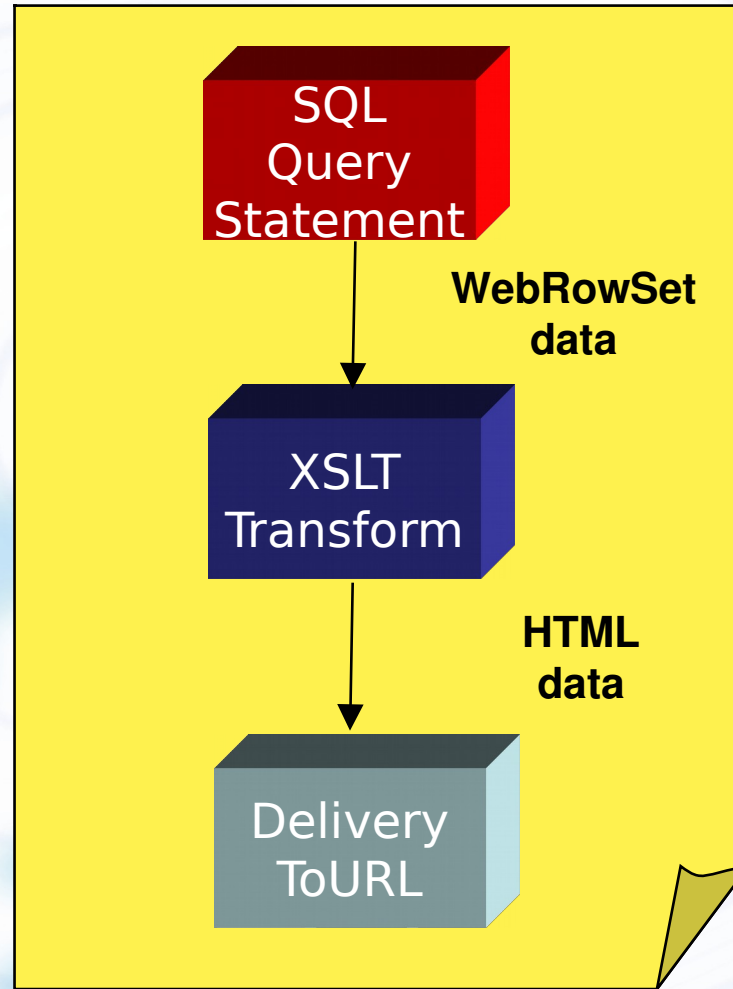 SQL
Query
Statement
WebRowSet
data
XSLT
Transform
HTML
data
Delivery
ToURL